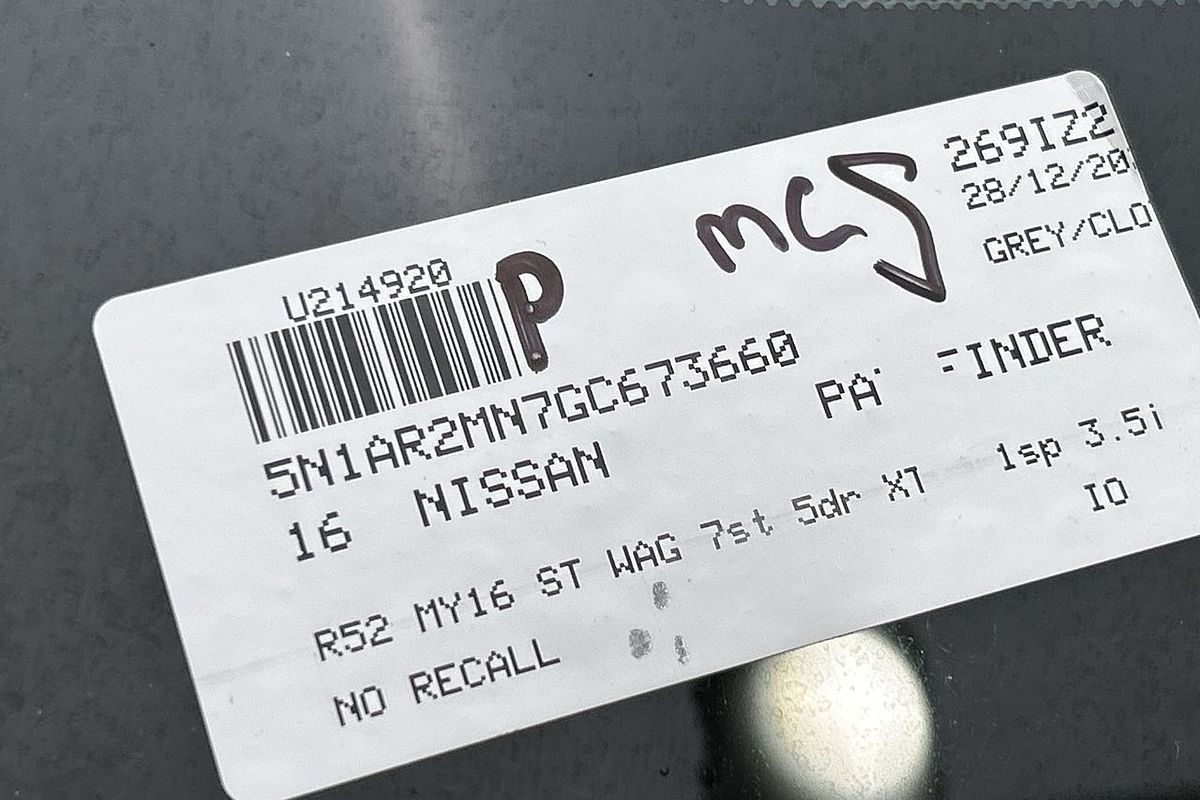 269IZ2
28/12/20
GREY/CLO
MCS
U214920
P
5N1AR2MN7GC673660
16 NISSAN PA FINDER
R52 MY16 ST WAG 7st 5dr XT 1sp 3.5i
NO RECALL IO